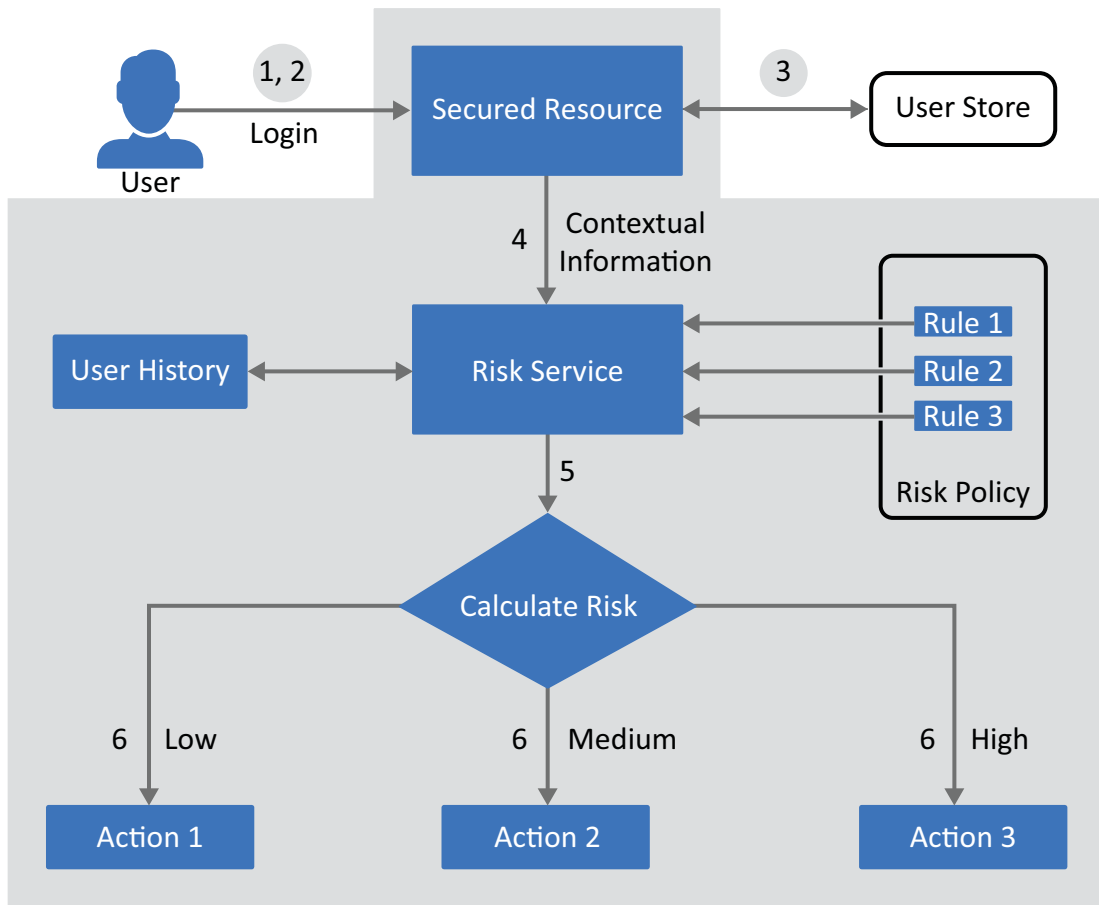 1, 2
Login
User
Secured Resource
3
User Store
4
Contextual
Information
User History
Risk Service
Rule 1
Rule 2
Rule 3
Risk Policy
5
Calculate Risk
6 Low
6 Medium
6 High
Action 1
Action 2
Action 3